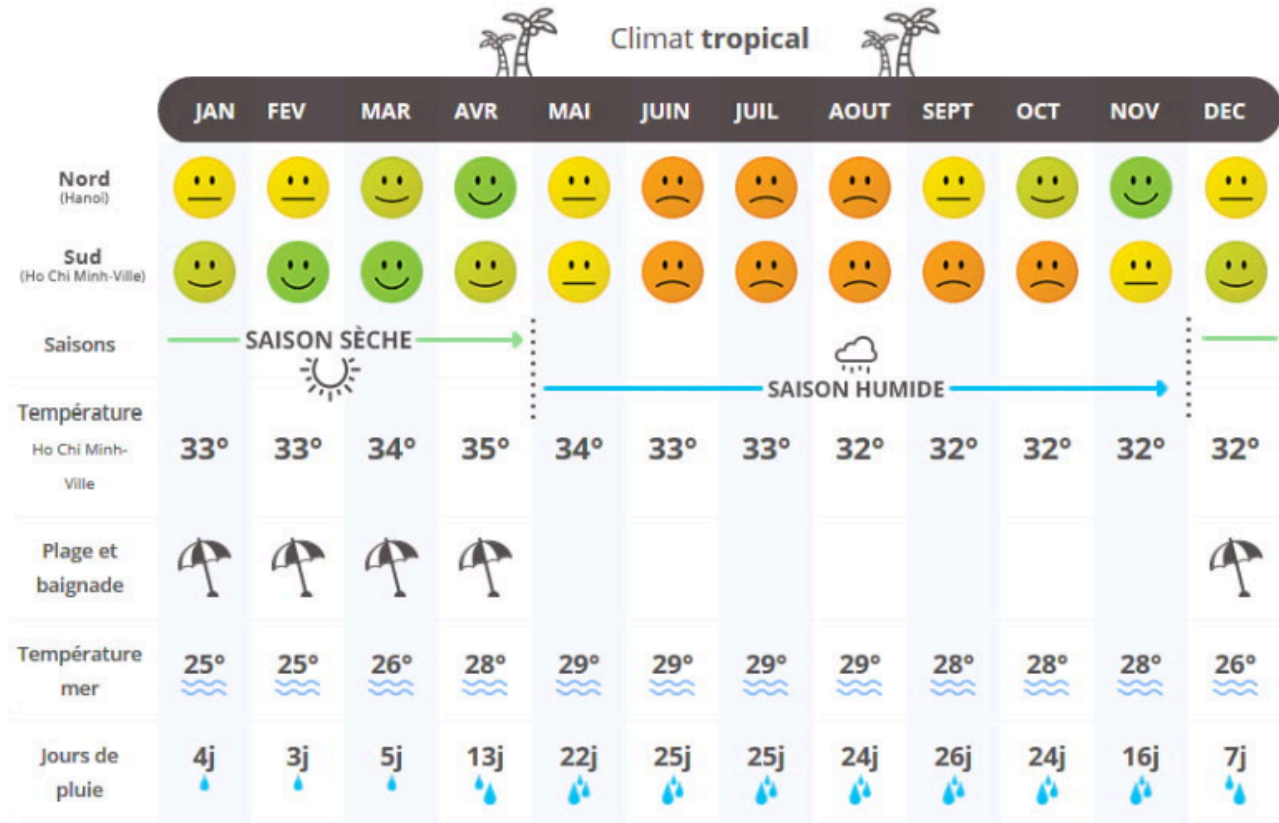 Climat tropical
JAN FEV MAR AVR MAI JUIN JUIL AOUT SEPT OCT NOV DEC
Nord
(Hanoi)
Sud
(Ho Chi Minh-Ville)
Saisons
SAISON SÈCHE
SAISON HUMIDE
Température
Ho Chi Minh-
Ville
33° 33° 34° 35° 34° 33° 33° 32° 32° 32° 32° 32°
Plage et
baignade
Température
mer
25° 25° 26° 28° 29° 29° 29° 29° 28° 28° 28° 26°
Jours de
pluie
4j 3j 5j 13j 22j 25j 25j 24j 26j 24j 16j 7j